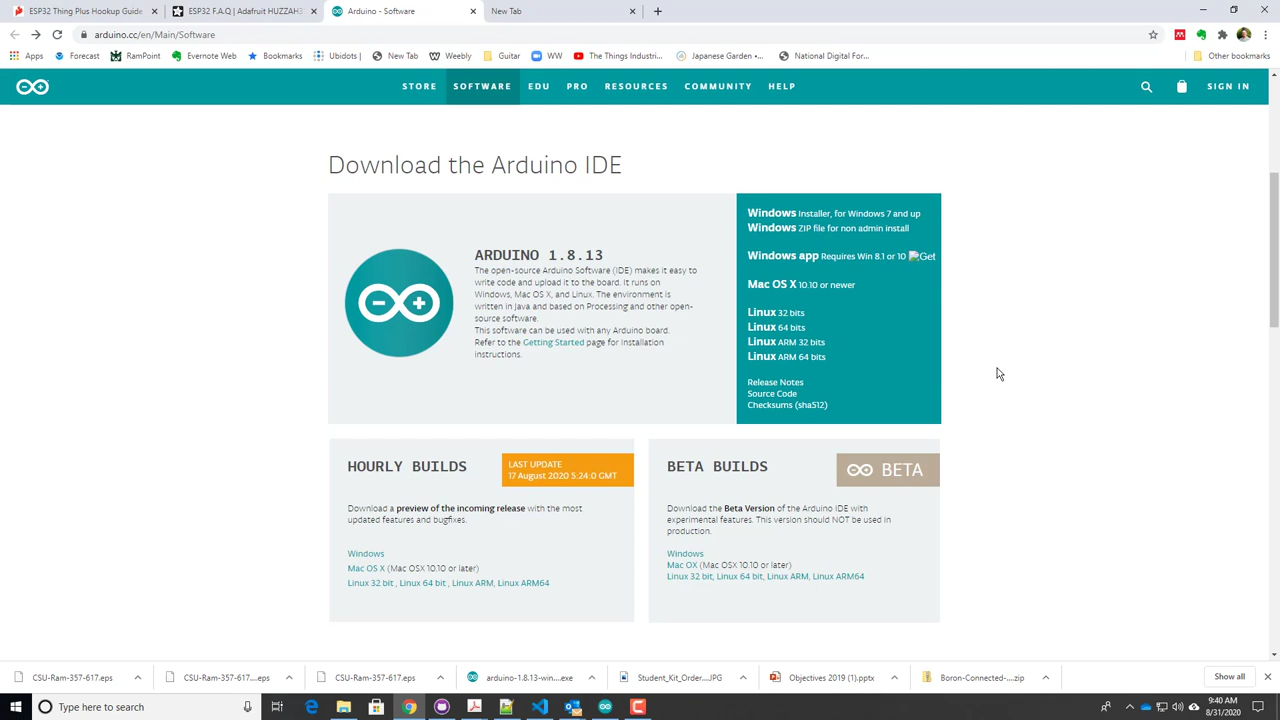 ESP32 Thing Plus Hookup Guide
ESP32 F.A.Q | Adafruit HUZZAH3
Arduino - Software
New Tab
arduino.cc/en/Main/Software
Apps
Forecast
RamPoint
Evernote Web
Bookmarks
Ubidots |
New Tab
Weebly
Guitar
WW
The Things Industri...
Japanese Garden •...
National Digital For...
Other bookmarks
STORE
SOFTWARE
EDU
PRO
RESOURCES
COMMUNITY
HELP
SIGN IN
Download the Arduino IDE
ARDUINO 1.8.13
The open-source Arduino Software (IDE) makes it easy to
write code and upload it to the board. It runs on
Windows, Mac OS X, and Linux. The environment is
written in Java and based on Processing and other open-
source software.
This software can be used with any Arduino board.
Refer to the Getting Started page for Installation
instructions.
Windows Installer, for Windows 7 and up
Windows ZIP file for non admin install
Windows app Requires Win 8.1 or 10 Get
Mac OS X 10.10 or newer
Linux 32 bits
Linux 64 bits
Linux ARM 32 bits
Linux ARM 64 bits
Release Notes
Source Code
Checksums (sha512)
HOURLY BUILDS
LAST UPDATE
17 August 2020 5:24:0 GMT
Download a preview of the incoming release with the most
updated features and bugfixes.
Windows
Mac OS X (Mac OSX 10.10 or later)
Linux 32 bit , Linux 64 bit , Linux ARM, Linux ARM64
BETA BUILDS
BETA
Download the Beta Version of the Arduino IDE with
experimental features. This version should NOT be used in
production.
Windows
Mac OX (Mac OSX 10.10 or later)
Linux 32 bit, Linux 64 bit, Linux ARM, Linux ARM64
CSU-Ram-357-617.eps
CSU-Ram-357-617....eps
CSU-Ram-357-617.eps
arduino-1.8.13-win....exe
Student_Kit_Order....JPG
Objectives 2019 (1).pptx
Boron-Connected-....zip
Show all
Type here to search
9:40 AM
8/31/2020